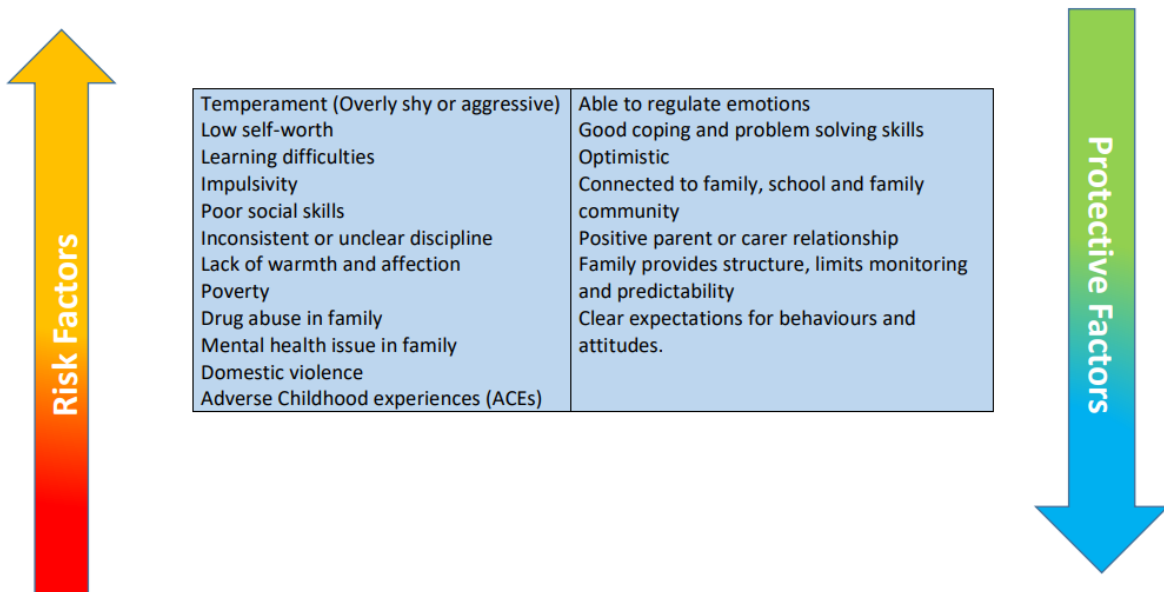 Risk Factors
Temperament (Overly shy or aggressive)
Low self-worth
Learning difficulties
Impulsivity
Poor social skills
Inconsistent or unclear discipline
Lack of warmth and affection
Poverty
Drug abuse in family
Mental health issue in family
Domestic violence
Adverse Childhood experiences (ACEs)
Able to regulate emotions
Good coping and problem solving skills
Optimistic
Connected to family, school and family
community
Positive parent or carer relationship
Family provides structure, limits monitoring
and predictability
Clear expectations for behaviours and
attitudes.
Protective Factors